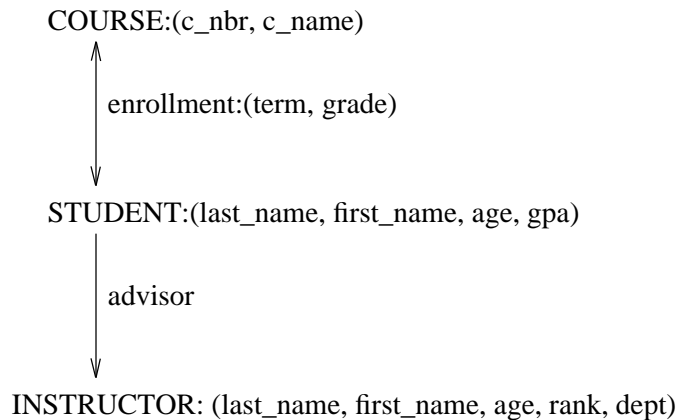 COURSE:(c_nbr, c_name)
enrollment:(term, grade)
STUDENT:(last_name, first_name, age, gpa)
advisor
INSTRUCTOR: (last_name, first_name, age, rank, dept)